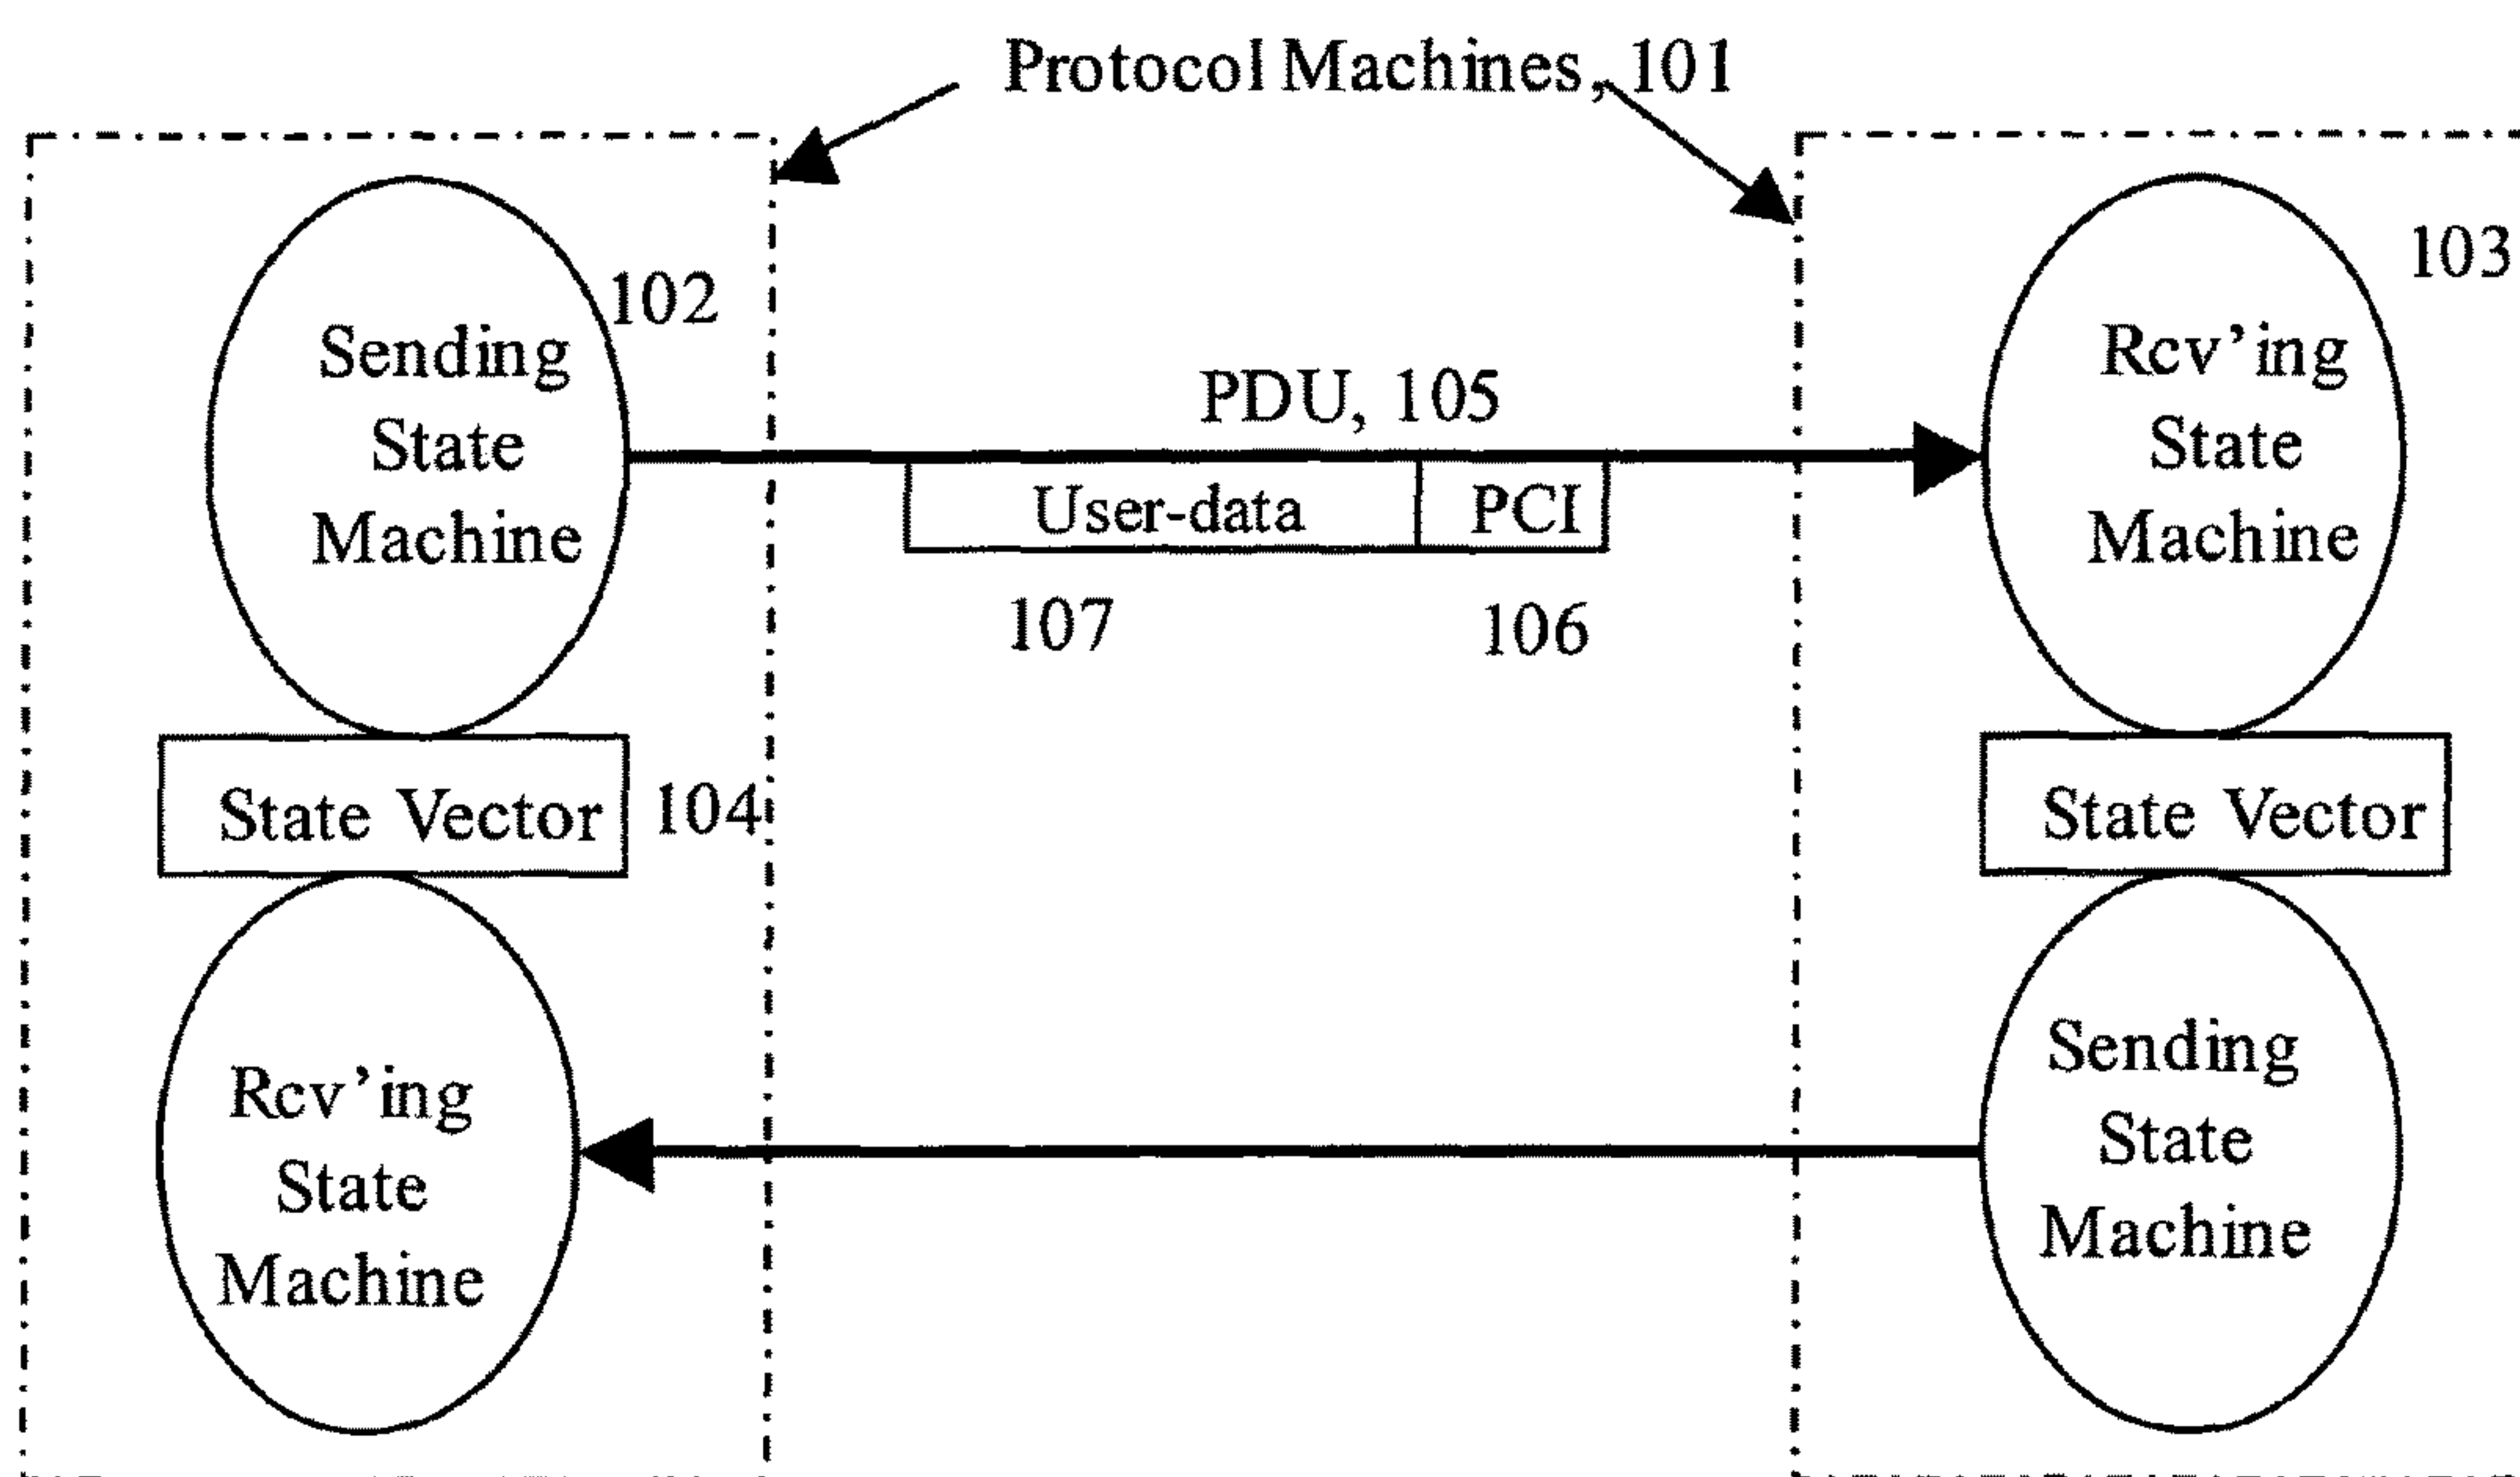 Protocol Machines, 101
102
103
Sending
State
Machine
PDU, 105
User-data
PCI
107
106
Rcv'ing
State
Machine
State Vector
104
State Vector
Rcv'ing
State
Machine
Sending
State
Machine